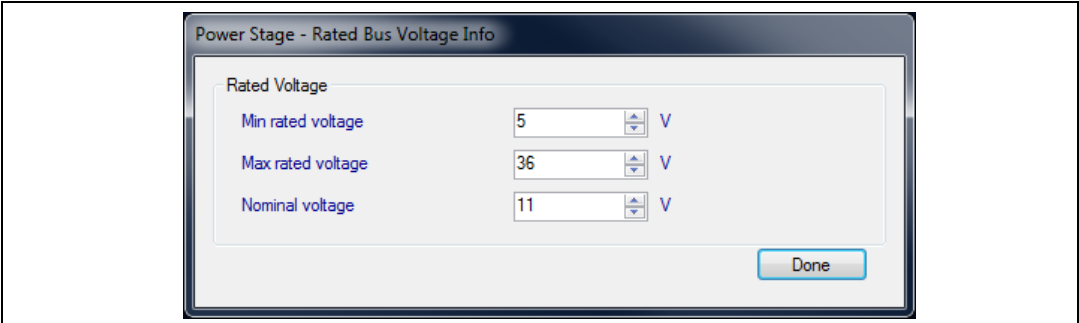 Power Stage - Rated Bus Voltage Info
Rated Voltage
Min rated voltage 5 V
Max rated voltage 36 V
Nominal voltage 11 V
Done